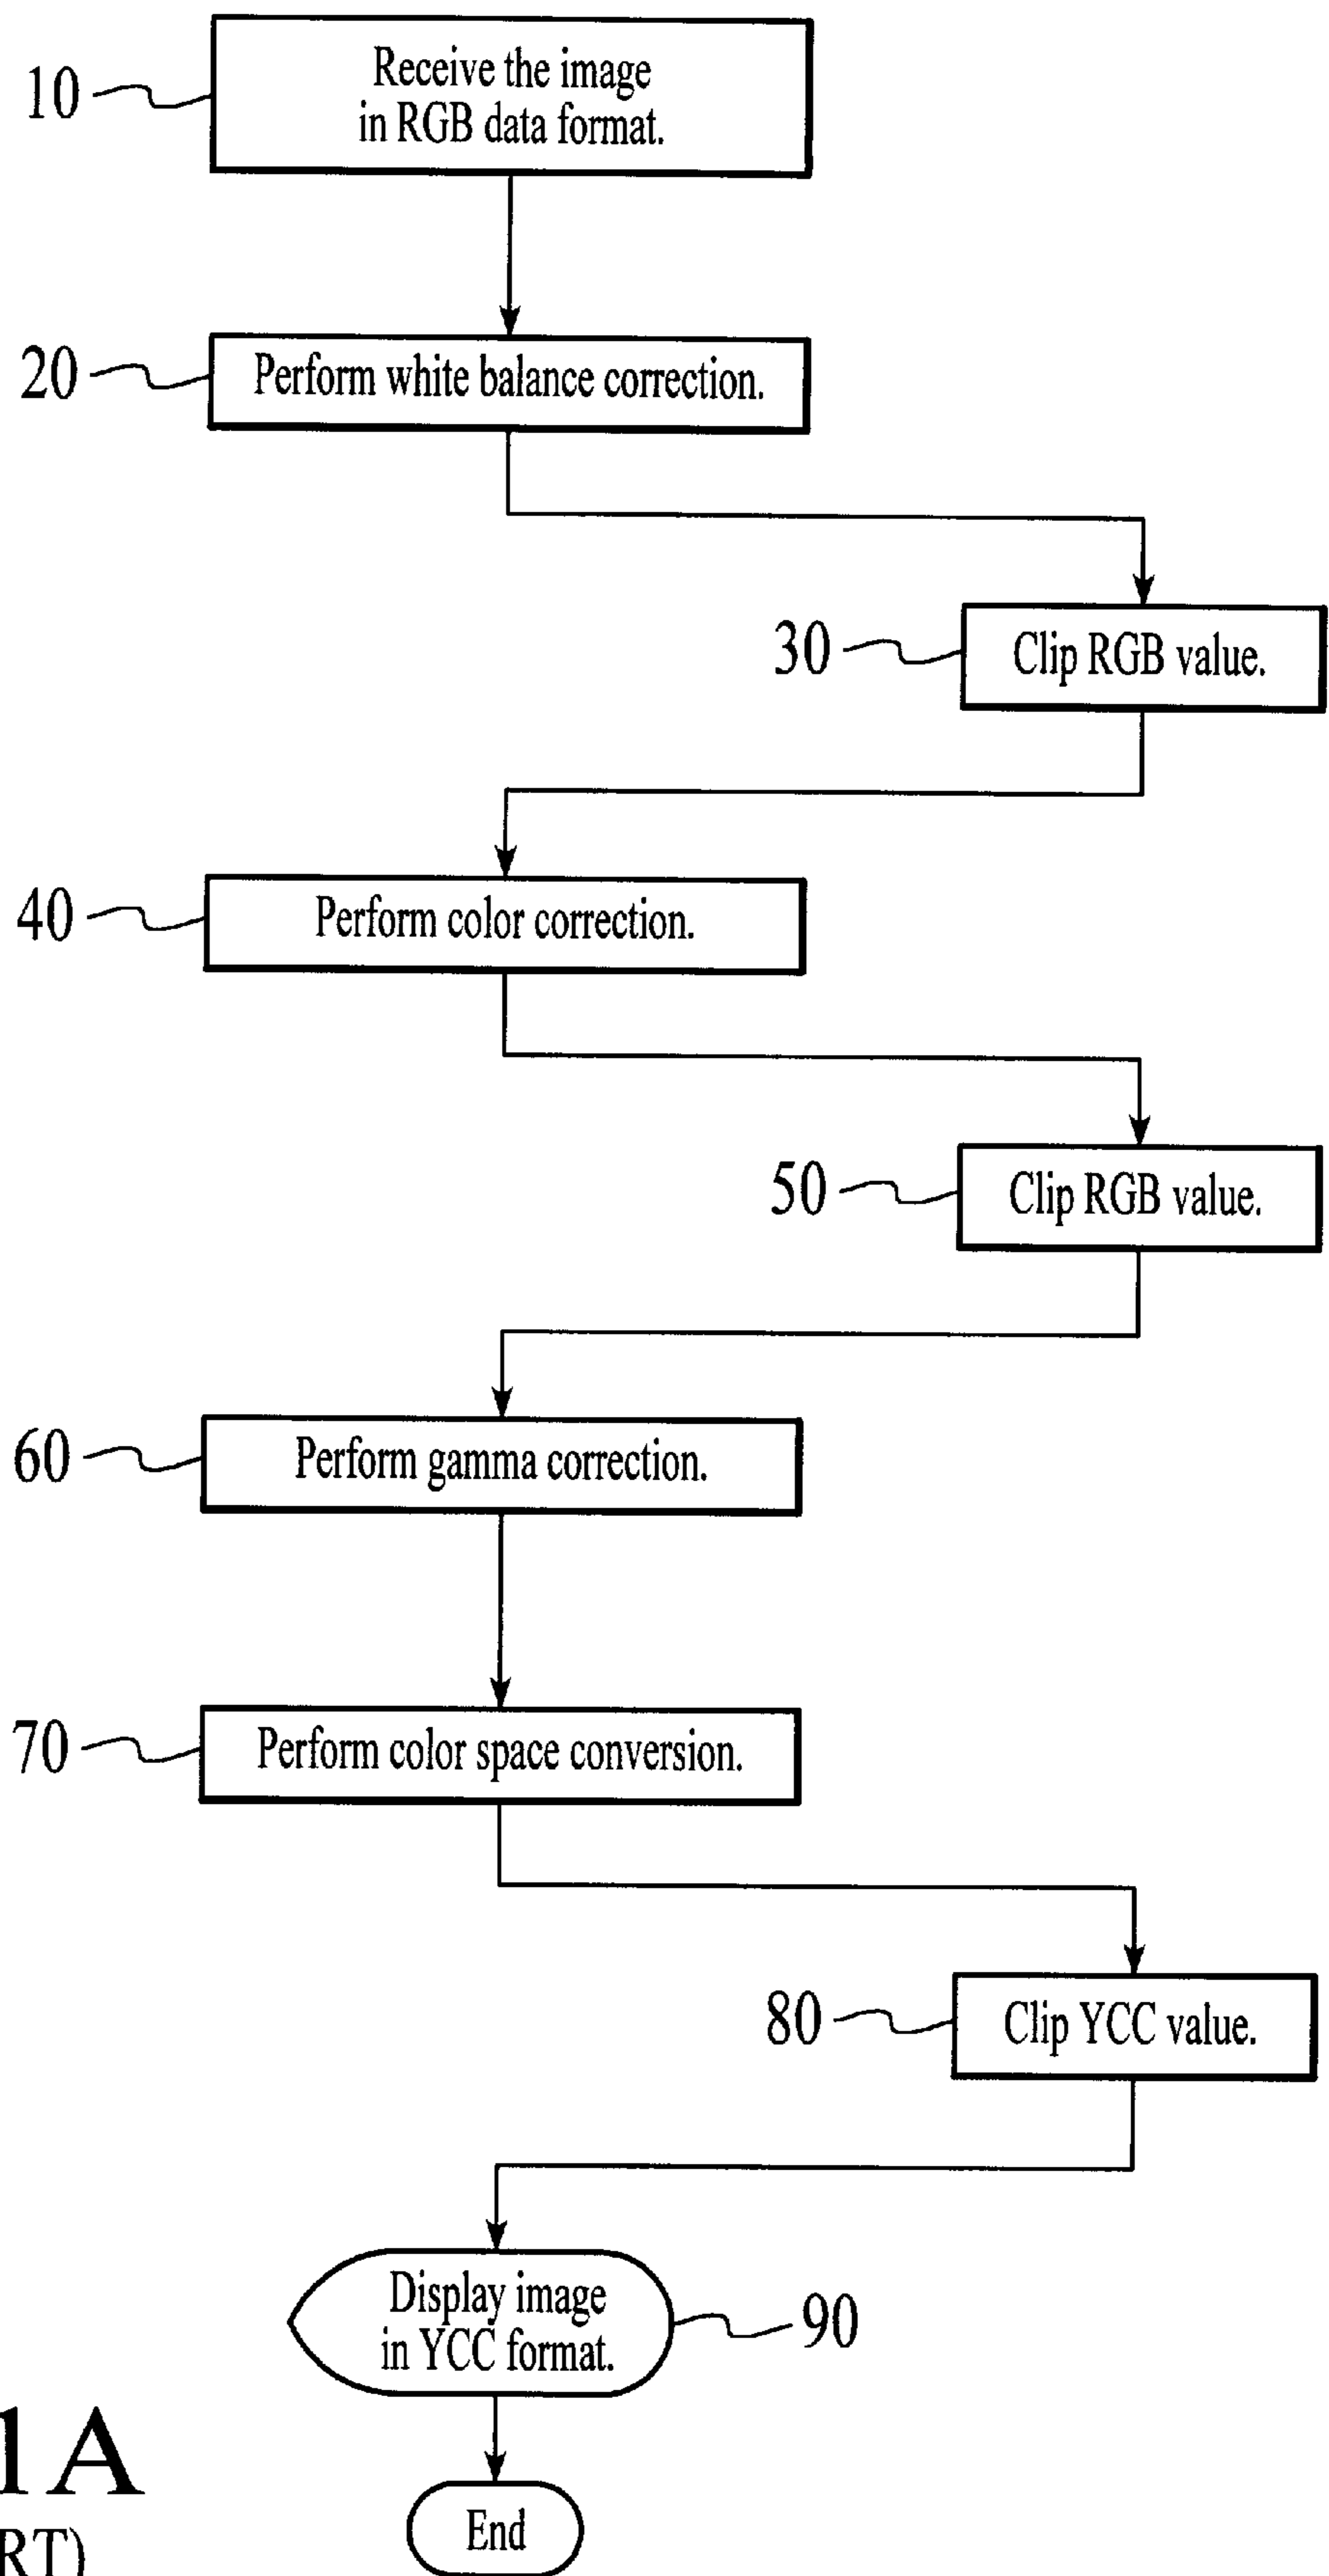 10
Receive the image
in RGB data format.
20
Perform white balance correction.
30
Clip RGB value.
40
Perform color correction.
50
Clip RGB value.
60
Perform gamma correction.
70
Perform color space conversion.
80
Clip YCC value.
Display image
in YCC format.
90
1A
RT)
End